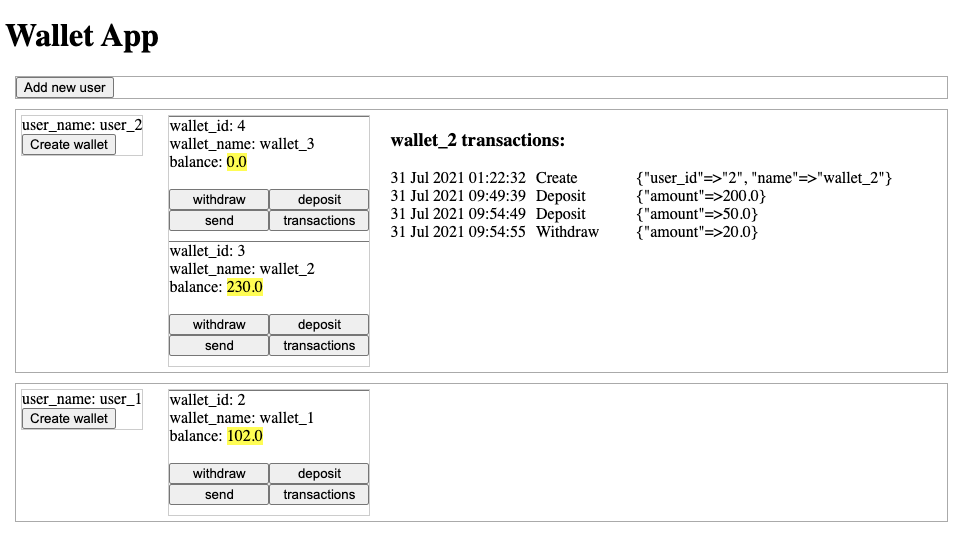 Wallet App
Add new user
user_name: user_2
Create wallet
wallet_id: 4
wallet_name: wallet_3
balance: 0.0
withdraw deposit
send transactions
wallet_id: 3
wallet_name: wallet_2
balance: 230.0
withdraw deposit
send transactions
wallet_2 transactions:
31 Jul 2021 01:22:32 Create {"user_id"=>"2", "name"=>"wallet_2"}
31 Jul 2021 09:49:39 Deposit {"amount"=>200.0}
31 Jul 2021 09:54:49 Deposit {"amount"=>50.0}
31 Jul 2021 09:54:55 Withdraw {"amount"=>20.0}
user_name: user_1
Create wallet
wallet_id: 2
wallet_name: wallet_1
balance: 102.0
withdraw deposit
send transactions